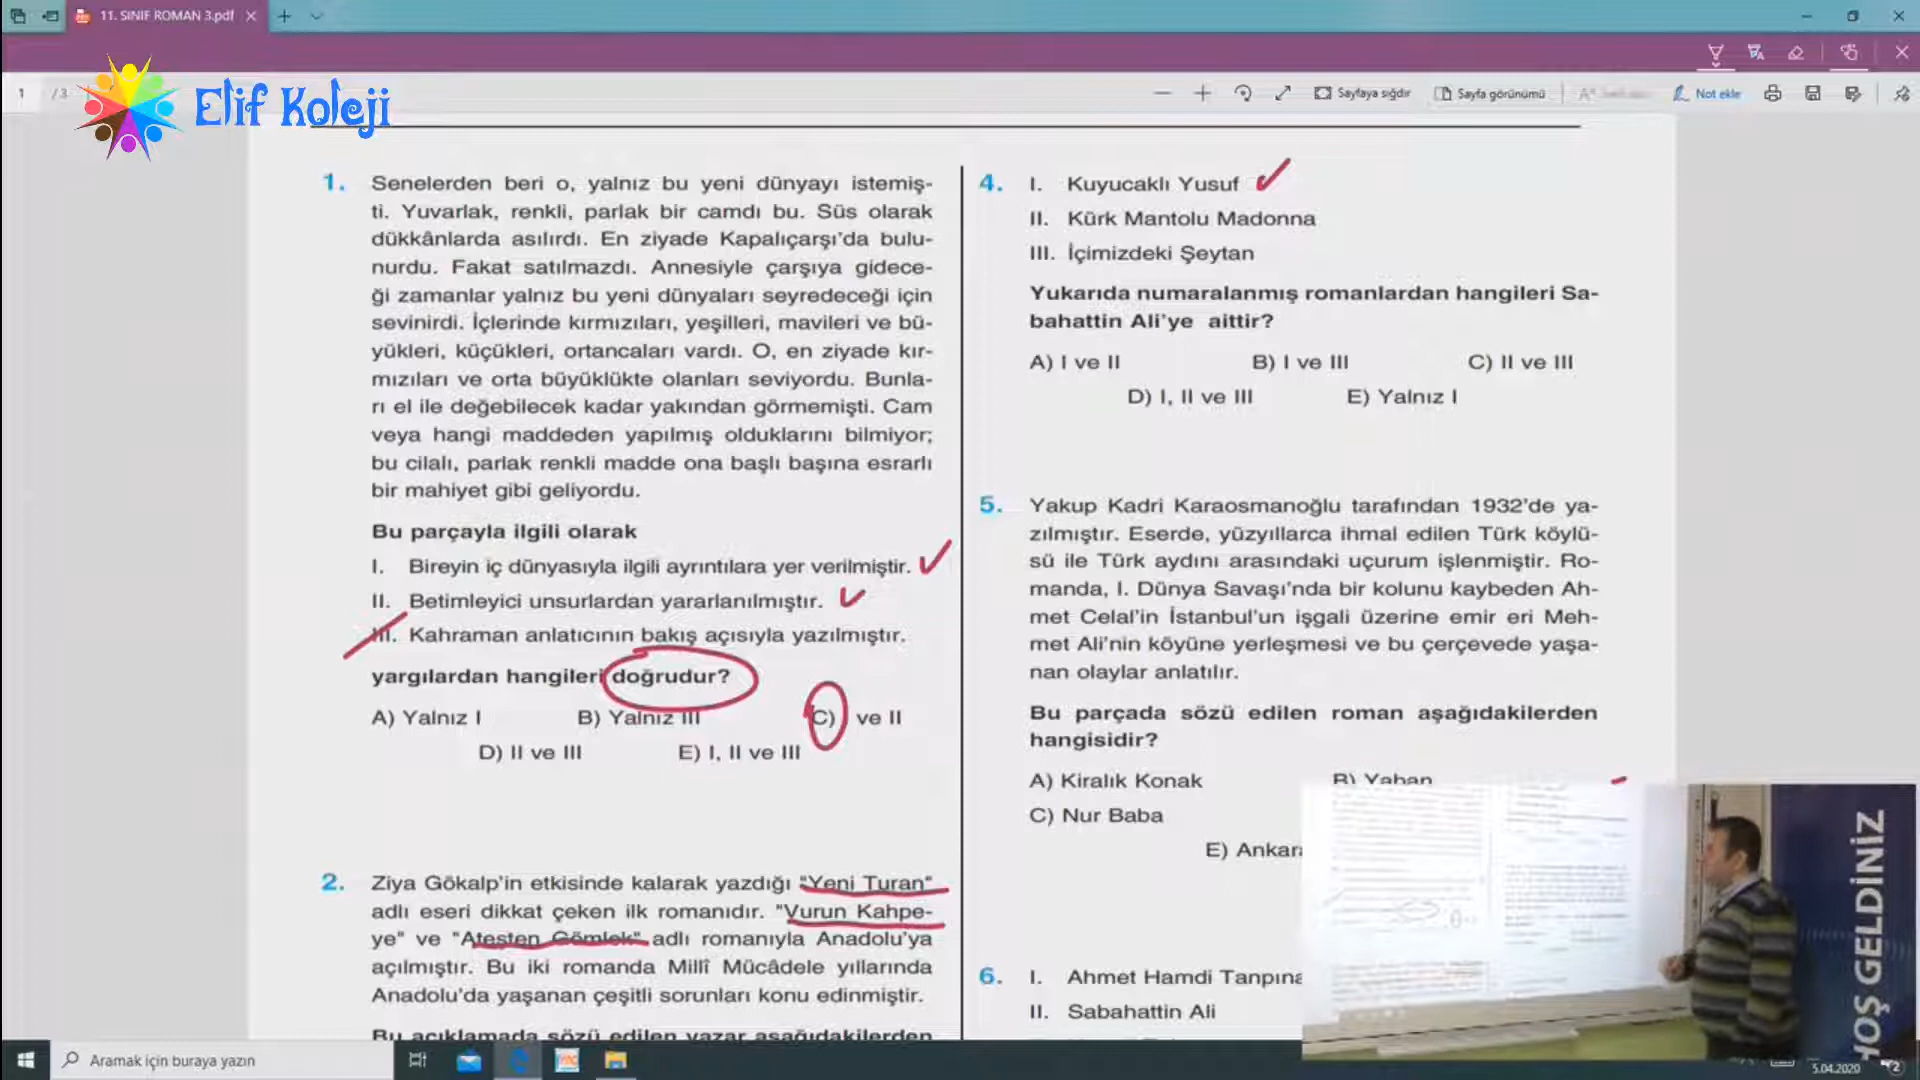 11. SINIF ROMAN 3.pdf
1 /3
Sayfaya sığdır
Sayfa görünümü
Not ekle
Elif Koleji
1. Senelerden beri o, yalnız bu yeni dünyayı istemiş-
ti. Yuvarlak, renkli, parlak bir camdı bu. Süs olarak
dükkânlarda asılırdı. En ziyade Kapalıçarşı'da bulu-
nurdu. Fakat satılmazdı. Annesiyle çarşıya gidece-
ği zamanlar yalnız bu yeni dünyaları seyredeceği için
sevinirdi. İçlerinde kırmızıları, yeşilleri, mavileri ve bü-
yükleri, küçükleri, ortancaları vardı. O, en ziyade kır-
mızıları ve orta büyüklükte olanları seviyordu. Bunla-
rı el ile değebilecek kadar yakından görmemişti. Cam
veya hangi maddeden yapılmış olduklarını bilmiyor;
bu cilalı, parlak renkli madde ona başlı başına esrarlı
bir mahiyet gibi geliyordu.
Bu parçayla ilgili olarak
I. Bireyin iç dünyasıyla ilgili ayrıntılara yer verilmiştir.
II. Betimleyici unsurlardan yararlanılmıştır.
III. Kahraman anlatıcının bakış açısıyla yazılmıştır.
yargılardan hangileri doğrudur?
A) Yalnız I B) Yalnız III C) ve II
D) II ve III E) I, II ve III
2. Ziya Gökalp'in etkisinde kalarak yazdığı "Yeni Turan"
adlı eseri dikkat çeken ilk romanıdır. "Vurun Kahpe-
ye" ve "Ateşten Gömlek" adlı romanıyla Anadolu'ya
açılmıştır. Bu iki romanda Millî Mücâdele yıllarında
Anadolu'da yaşanan çeşitli sorunları konu edinmiştir.
Bu açıklamada sözü edilen yazar aşağıdakilerden
4. I. Kuyucaklı Yusuf
II. Kürk Mantolu Madonna
III. İçimizdeki Şeytan
Yukarıda numaralanmış romanlardan hangileri Sa-
bahattin Ali'ye aittir?
A) I ve II B) I ve III C) II ve III
D) I, II ve III E) Yalnız I
5. Yakup Kadri Karaosmanoğlu tarafından 1932'de ya-
zılmıştır. Eserde, yüzyıllarca ihmal edilen Türk köylü-
sü ile Türk aydını arasındaki uçurum işlenmiştir. Ro-
manda, I. Dünya Savaşı'nda bir kolunu kaybeden Ah-
met Celal'in İstanbul'un işgali üzerine emir eri Meh-
met Ali'nin köyüne yerleşmesi ve bu çerçevede yaşa-
nan olaylar anlatılır.
Bu parçada sözü edilen roman aşağıdakilerden
hangisidir?
A) Kiralık Konak B) Yaban
C) Nur Baba
E) Ankara
6. I. Ahmet Hamdi Tanpına
II. Sabahattin Ali
HOŞ GELDİNİZ
Aramak için buraya yazın
5.04.2020
2